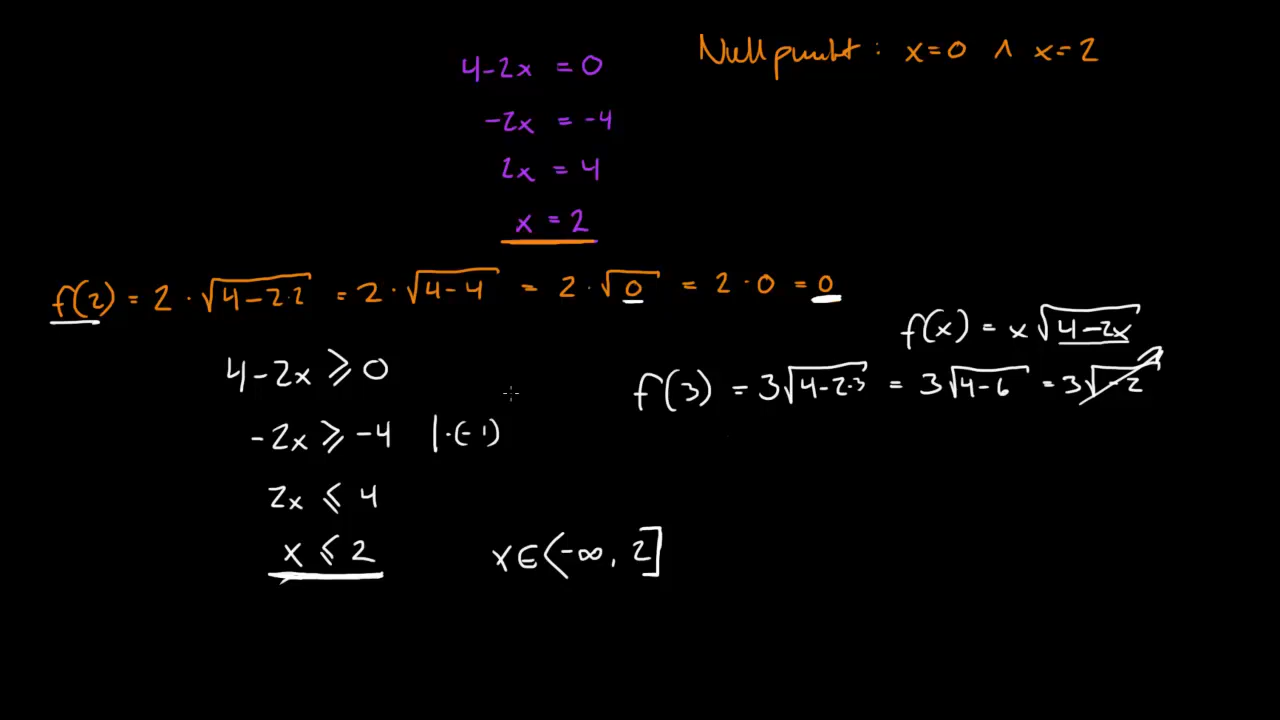 Nullpunkt : x=0 ∧ x=2
4-2x = 0
-2x = -4
2x = 4
x = 2
f(2) = 2 · √(4-2·2) = 2 · √(4-4) = 2 · √0 = 2 · 0 = 0
f(x) = x √(4-2x)
4-2x ⩾ 0
f(3) = 3√(4-2·3) = 3√(4-6) = 3√(-2)
-2x ⩾ -4 |·(-1)
2x ⩽ 4
x ⩽ 2
x∈⟨-∞, 2]